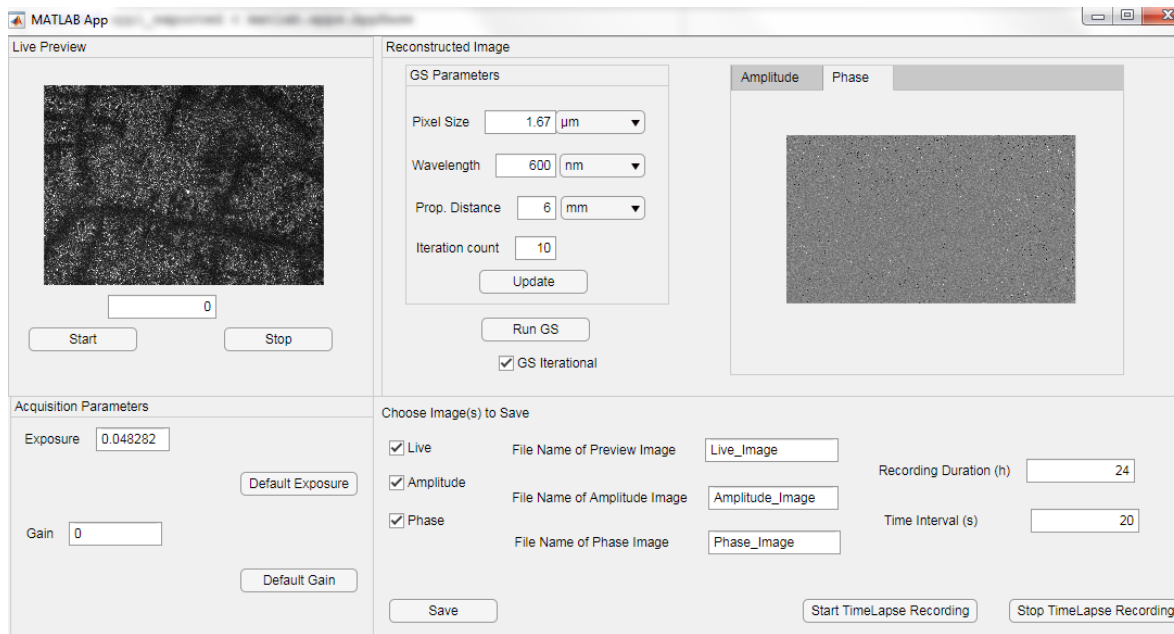 MATLAB App
Live Preview
0
Start
Stop
Reconstructed Image
GS Parameters
Pixel Size 1.67 µm
Wavelength 600 nm
Prop. Distance 6 mm
Iteration count 10
Update
Run GS
GS Iterational
Amplitude Phase
Acquisition Parameters
Exposure 0.048282
Default Exposure
Gain 0
Default Gain
Choose Image(s) to Save
Live File Name of Preview Image Live_Image
Amplitude File Name of Amplitude Image Amplitude_Image
Phase File Name of Phase Image Phase_Image
Recording Duration (h) 24
Time Interval (s) 20
Save
Start TimeLapse Recording
Stop TimeLapse Recording